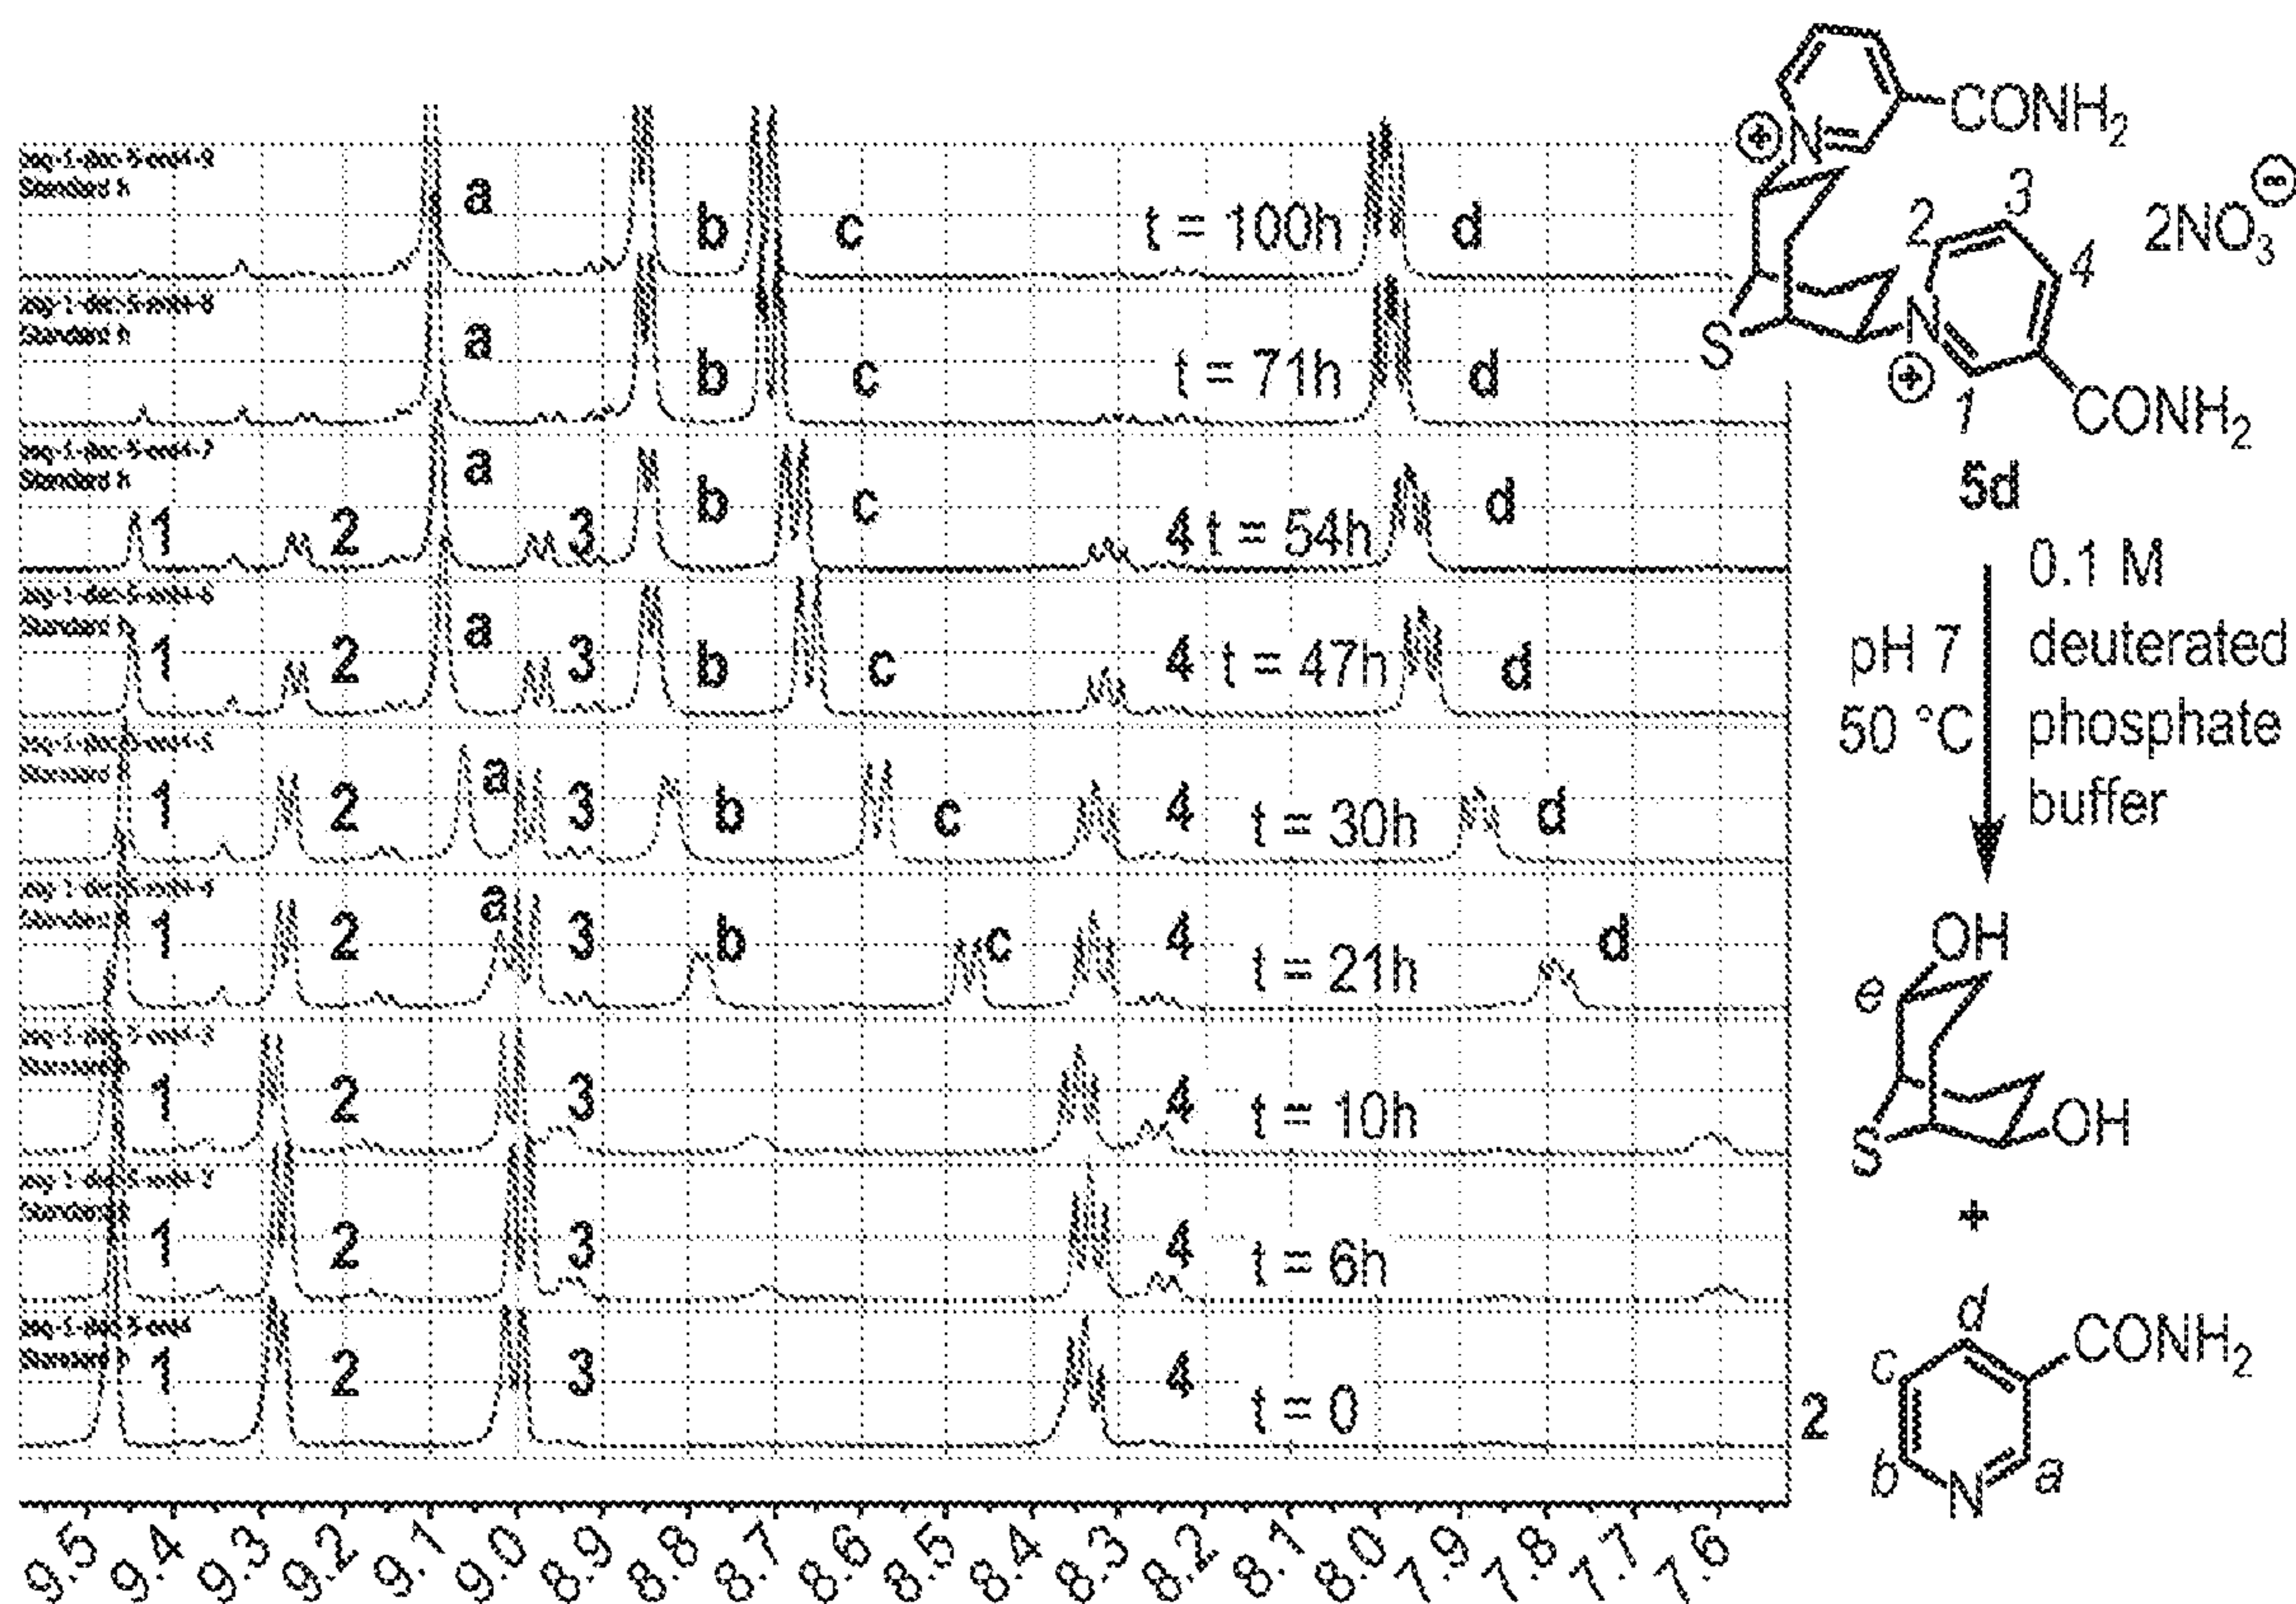 a b c t = 100h d
a b c t = 71h d
1 2 a 3 b c 4 t = 54h d
1 2 a 3 b c 4 t = 47h d
1 2 a 3 b c 4 t = 30h d
1 2 a 3 b c 4 t = 21h d
1 2 3 4 t = 10h
1 2 3 4 t = 6h
1 2 3 4 t = 0
9.5 9.4 9.3 9.2 9.1 9.0 8.9 8.8 8.7 8.6 8.5 8.4 8.3 8.2 8.1 8.0 7.9 7.8 7.7 7.6
CONH2
⊕ N
2 3 4 2NO3⊖
S N
⊕ 1 CONH2
5d
0.1 M
pH 7 deuterated
50 °C phosphate
buffer
OH
e
S OH
+
d CONH2
c
2
b N a